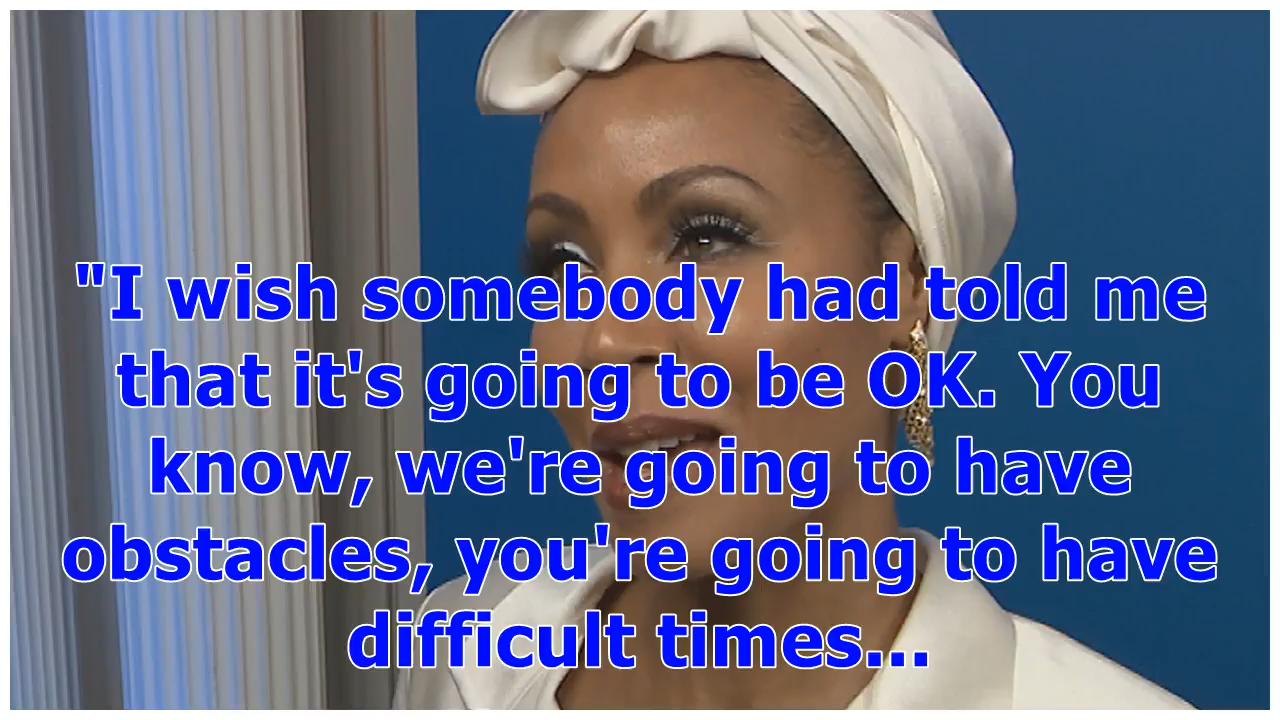 "I wish somebody had told me
that it's going to be OK. You
know, we're going to have
obstacles, you're going to have
difficult times...